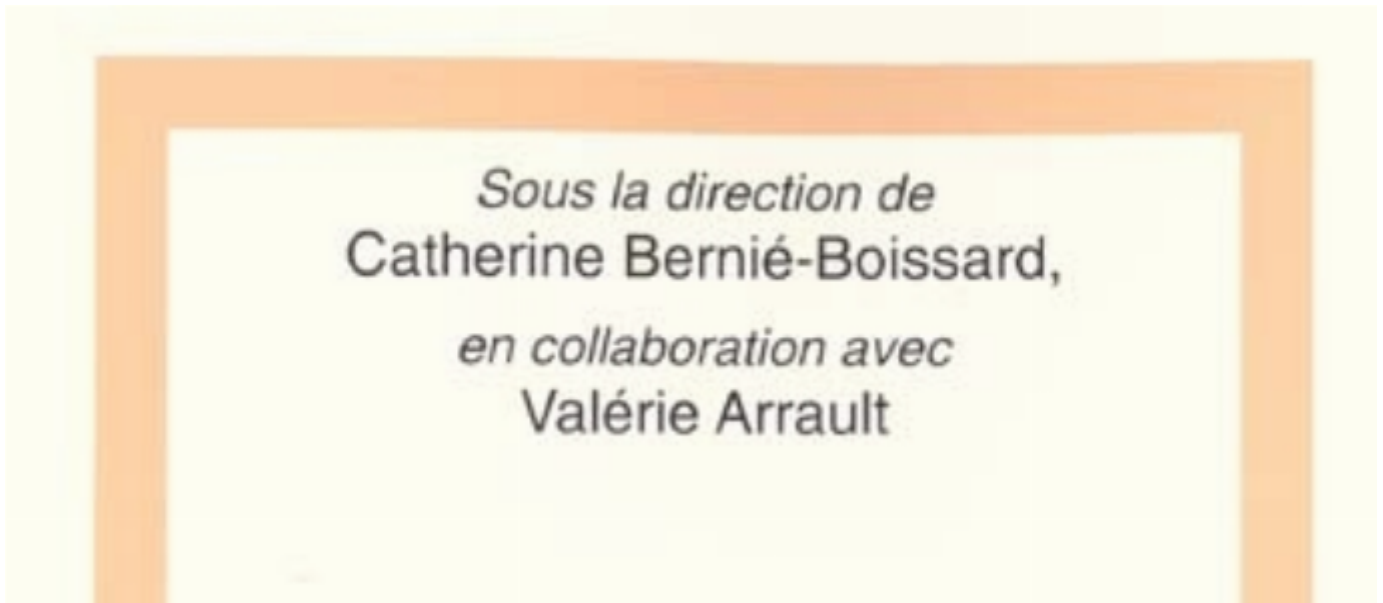 Sous la direction de
Catherine Bernié-Boissard,
en collaboration avec
Valérie Arrault